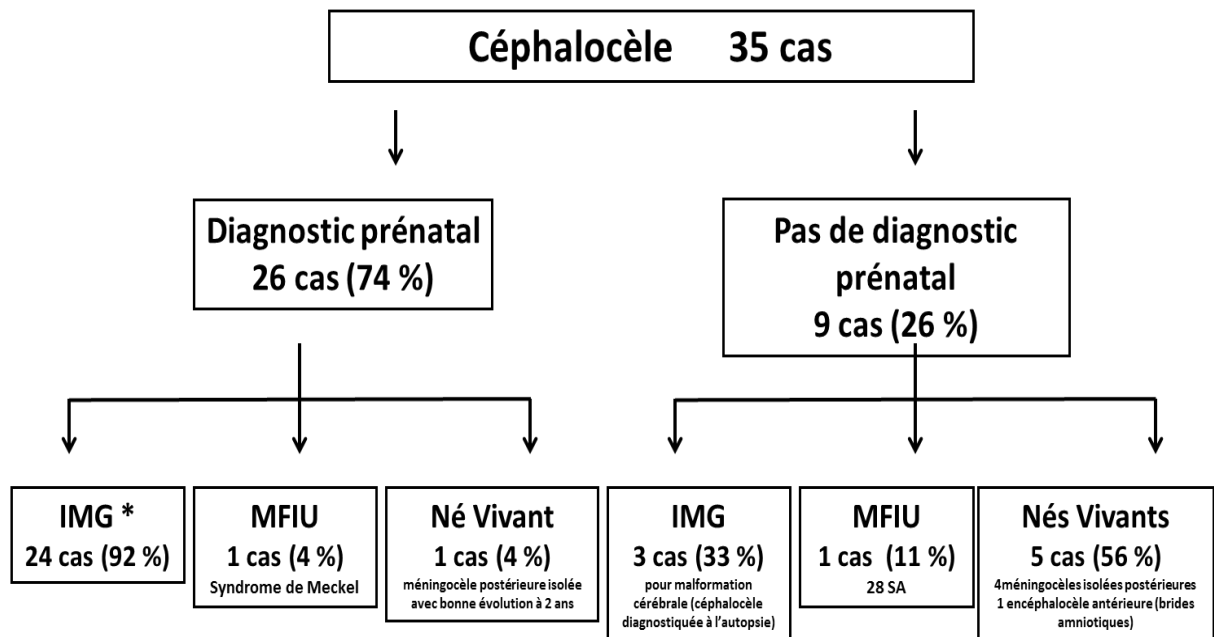 Céphalocèle 35 cas
Diagnostic prénatal
26 cas (74 %)
Pas de diagnostic
prénatal
9 cas (26 %)
IMG *
24 cas (92 %)
MFIU
1 cas (4 %)
Syndrome de Meckel
Né Vivant
1 cas (4 %)
méningocèle postérieure isolée
avec bonne évolution à 2 ans
IMG
3 cas (33 %)
pour malformation
cérébrale (céphalocèle
diagnostiquée à l'autopsie)
MFIU
1 cas (11 %)
28 SA
Nés Vivants
5 cas (56 %)
4méningocèles isolées postérieures
1 encéphalocèle antérieure (brides
amniotiques)